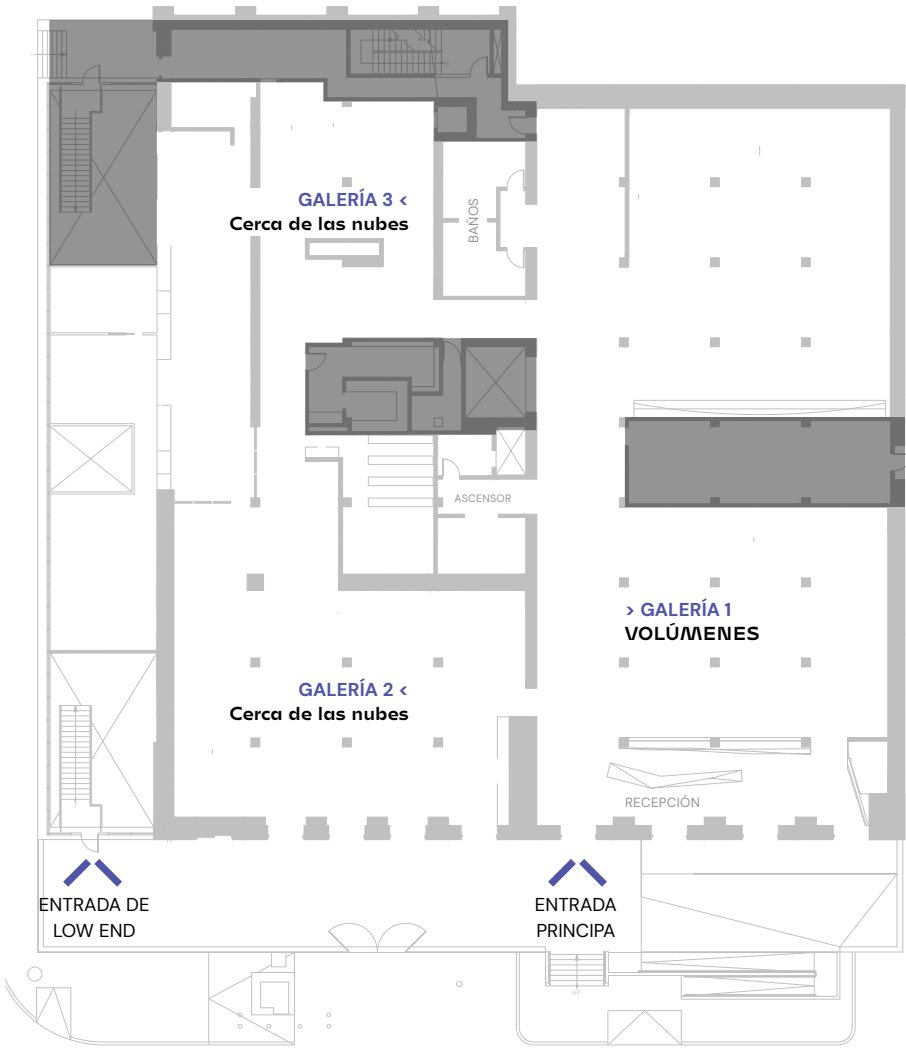 GALERÍA 3 <
Cerca de las nubes
BAÑOS
ASCENSOR
> GALERÍA 1
VOLÚMENES
GALERÍA 2 <
Cerca de las nubes
RECEPCIÓN
ENTRADA DE
LOW END
ENTRADA
PRINCIPA
UP